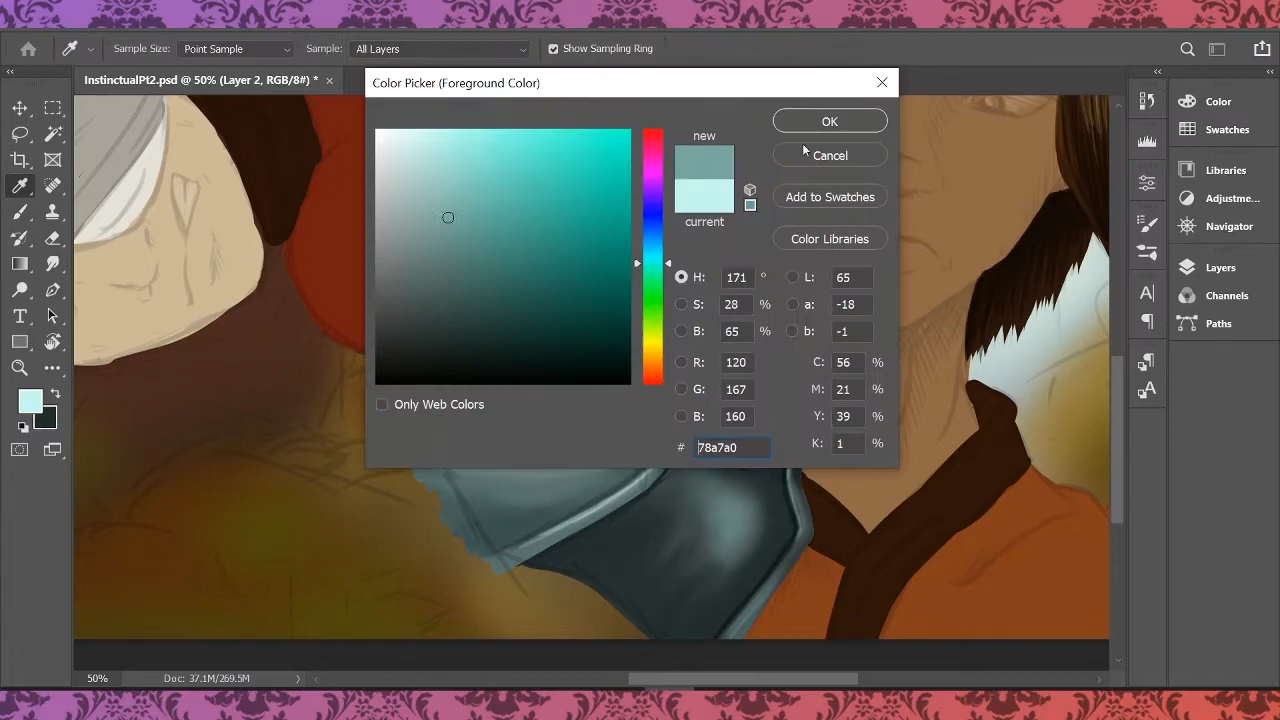 Sample Size: Point Sample Sample: All Layers Show Sampling Ring
InstinctualPt2.psd @ 50% (Layer 2, RGB/8#) * ×
Color Picker (Foreground Color)
new
current
OK
Cancel
Add to Swatches
Color Libraries
H: 171 ° L: 65
S: 28 % a: -18
B: 65 % b: -1
R: 120 C: 56 %
G: 167 M: 21 %
B: 160 Y: 39 %
# 78a7a0 K: 1 %
Only Web Colors
Color
Swatches
Libraries
Adjustme...
Navigator
Layers
Channels
Paths
50% Doc: 37.1M/269.5M